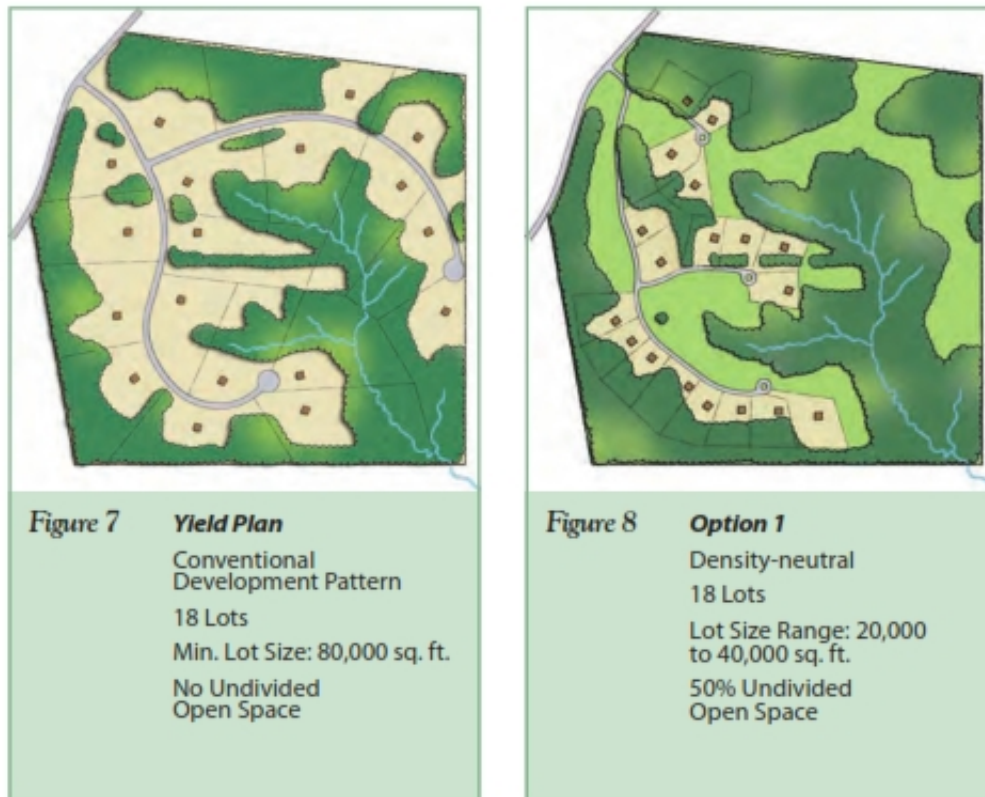 Figure 7 Yield Plan
Conventional
Development Pattern
18 Lots
Min. Lot Size: 80,000 sq. ft.
No Undivided
Open Space
Figure 8 Option 1
Density-neutral
18 Lots
Lot Size Range: 20,000
to 40,000 sq. ft.
50% Undivided
Open Space